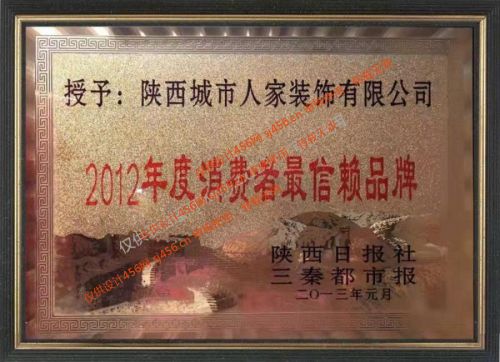 授予：陕西城市人家装饰有限公司
2012年度消费者最信赖品牌
陕西日报社
三秦都市报
二〇一三年元月